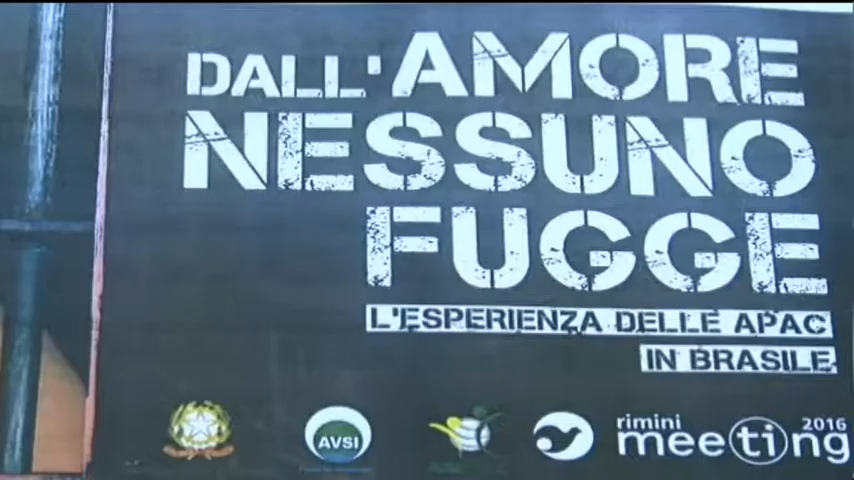 DALL'AMORE
NESSUNO
FUGGE
L'ESPERIENZA DELLE APAC
IN BRASILE
AVSI
rimini
meeting
2016